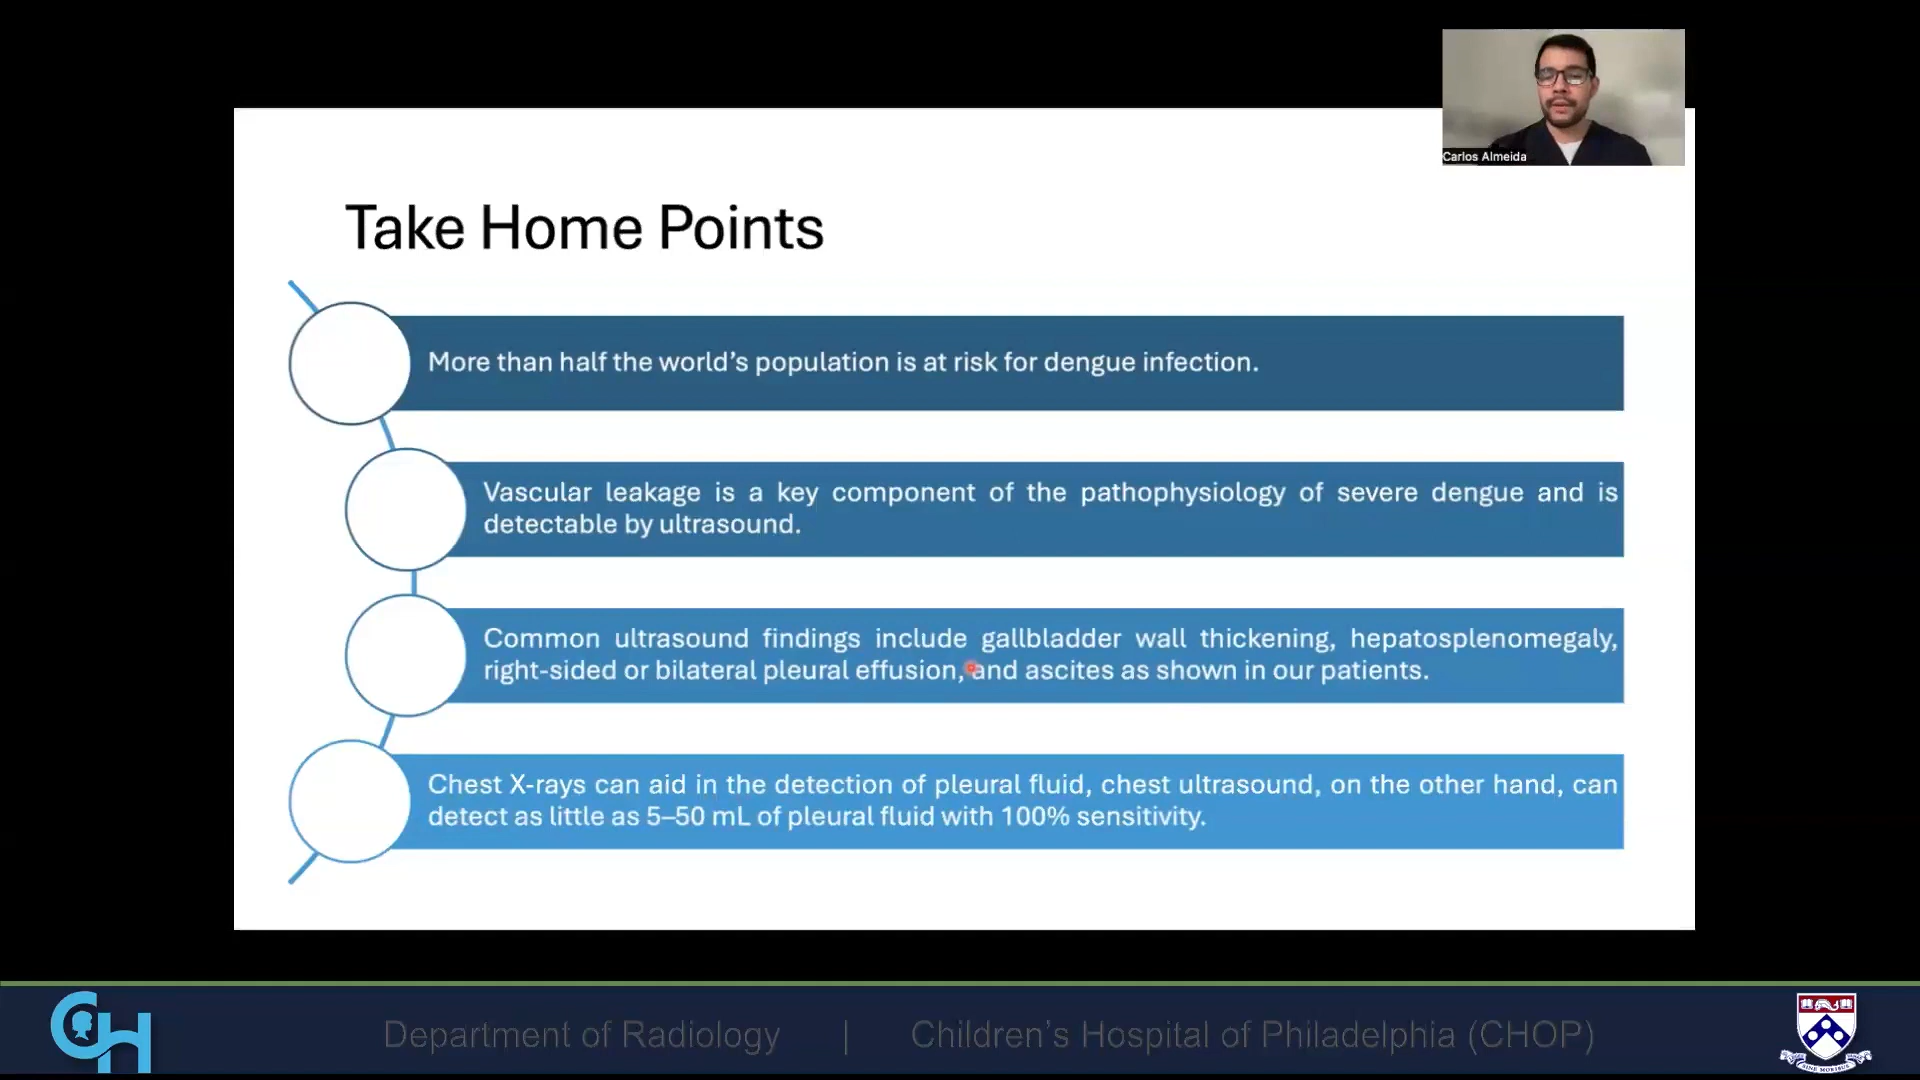 Carlos Almeida
Take Home Points
More than half the world’s population is at risk for dengue infection.
Vascular leakage is a key component of the pathophysiology of severe dengue and is
detectable by ultrasound.
Common ultrasound findings include gallbladder wall thickening, hepatosplenomegaly,
right-sided or bilateral pleural effusion, and ascites as shown in our patients.
Chest X-rays can aid in the detection of pleural fluid, chest ultrasound, on the other hand, can
detect as little as 5–50 mL of pleural fluid with 100% sensitivity.
CH
Department of Radiology | Children’s Hospital of Philadelphia (CHOP)